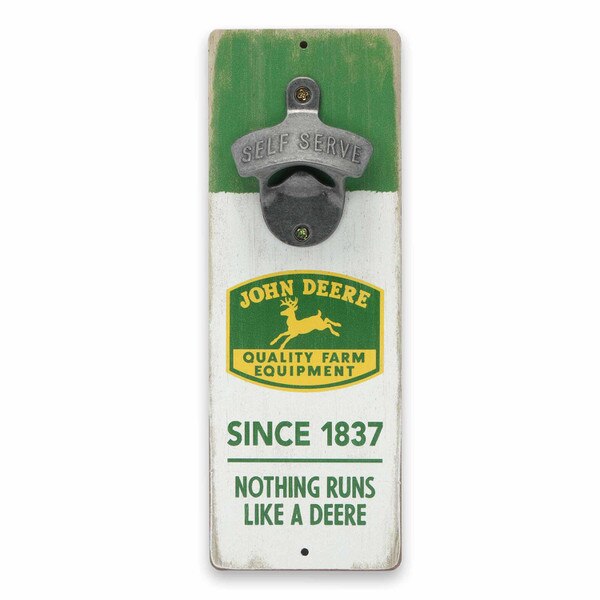 SELF SERVE
JOHN DEERE
QUALITY FARM
EQUIPMENT
SINCE 1837
NOTHING RUNS
LIKE A DEERE